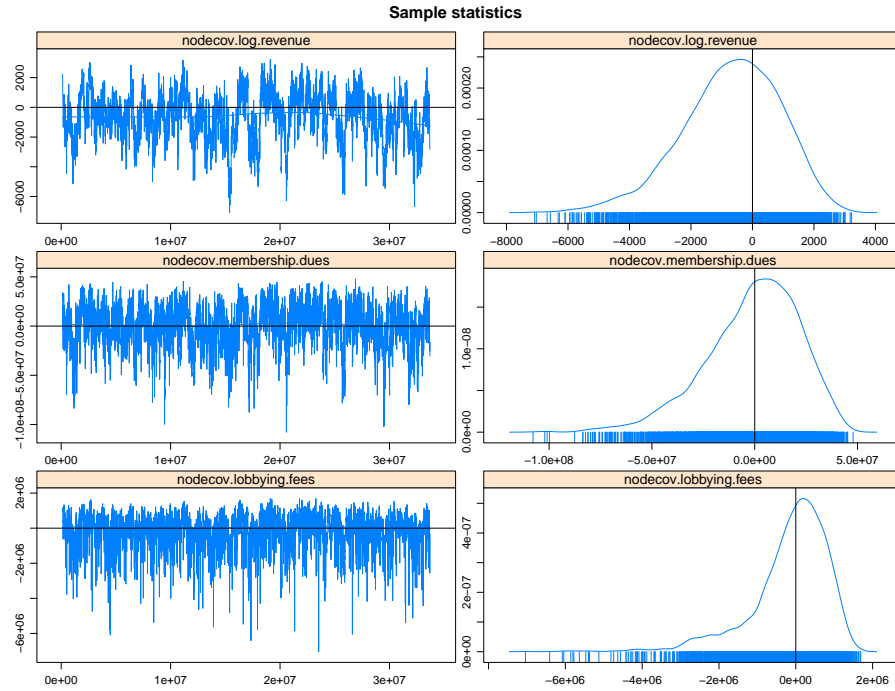 Sample statistics
nodecov.log.revenue
−6000 −2000 0 2000
0e+00 1e+07 2e+07 3e+07
nodecov.log.revenue
0.00000 0.00010 0.00020
−8000 −6000 −4000 −2000 0 2000 4000
nodecov.membership.dues
−1.0e+08 −5.0e+07 0.0e+00 5.0e+07
0e+00 1e+07 2e+07 3e+07
nodecov.membership.dues
0.0e+00 1.0e−08
−1.0e+08 −5.0e+07 0.0e+00 5.0e+07
nodecov.lobbying.fees
−6e+06 −2e+06 2e+06
0e+00 1e+07 2e+07 3e+07
nodecov.lobbying.fees
0e+00 2e−07 4e−07
−6e+06 −4e+06 −2e+06 0e+00 2e+06